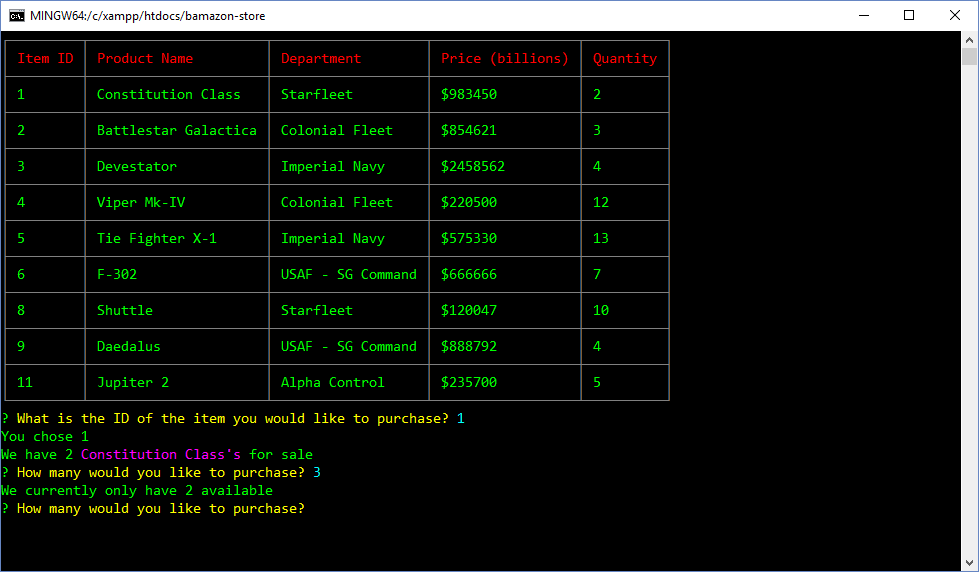 MINGW64:/c/xampp/htdocs/bamazon-store
Item ID Product Name Department Price (billions) Quantity
1 Constitution Class Starfleet $983450 2
2 Battlestar Galactica Colonial Fleet $854621 3
3 Devestator Imperial Navy $2458562 4
4 Viper Mk-IV Colonial Fleet $220500 12
5 Tie Fighter X-1 Imperial Navy $575330 13
6 F-302 USAF - SG Command $666666 7
8 Shuttle Starfleet $120047 10
9 Daedalus USAF - SG Command $888792 4
11 Jupiter 2 Alpha Control $235700 5
? What is the ID of the item you would like to purchase? 1
You chose 1
We have 2 Constitution Class's for sale
? How many would you like to purchase? 3
We currently only have 2 available
? How many would you like to purchase?